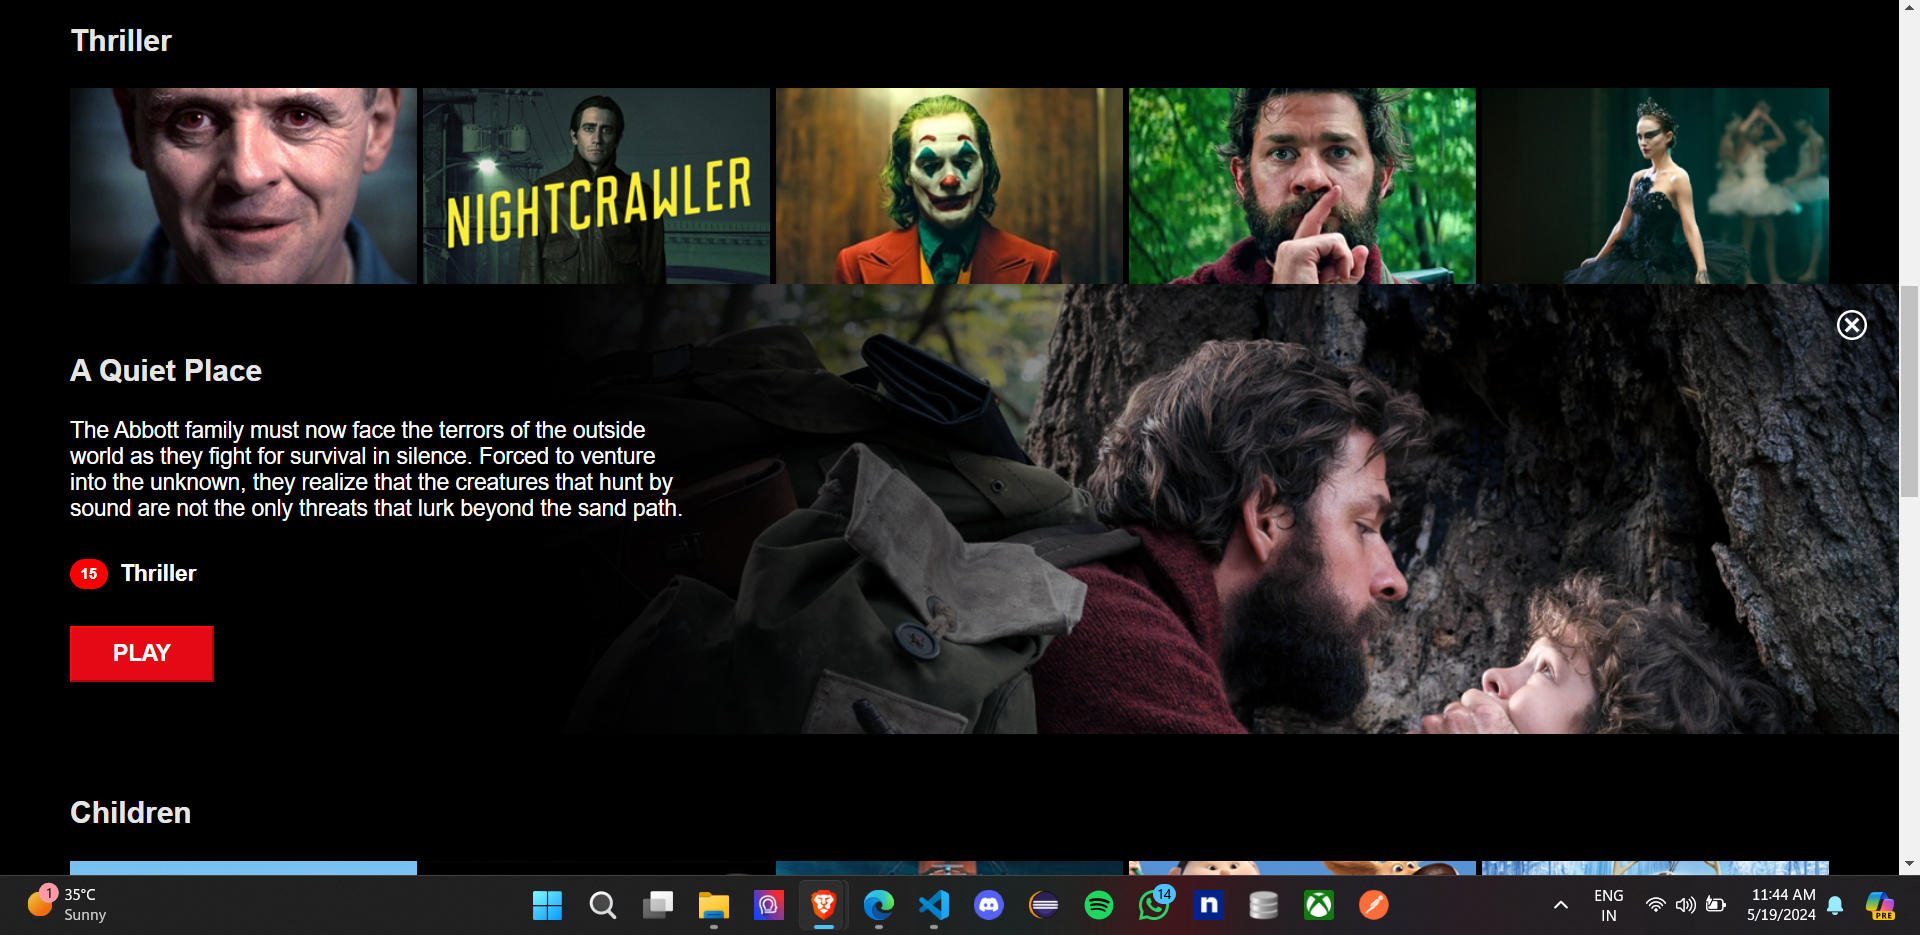 Thriller
NIGHTCRAWLER
A Quiet Place
The Abbott family must now face the terrors of the outside
world as they fight for survival in silence. Forced to venture
into the unknown, they realize that the creatures that hunt by
sound are not the only threats that lurk beyond the sand path.
15 Thriller
PLAY
Children
1
35°C
Sunny
14
n
ENG
IN
11:44 AM
5/19/2024
PRE